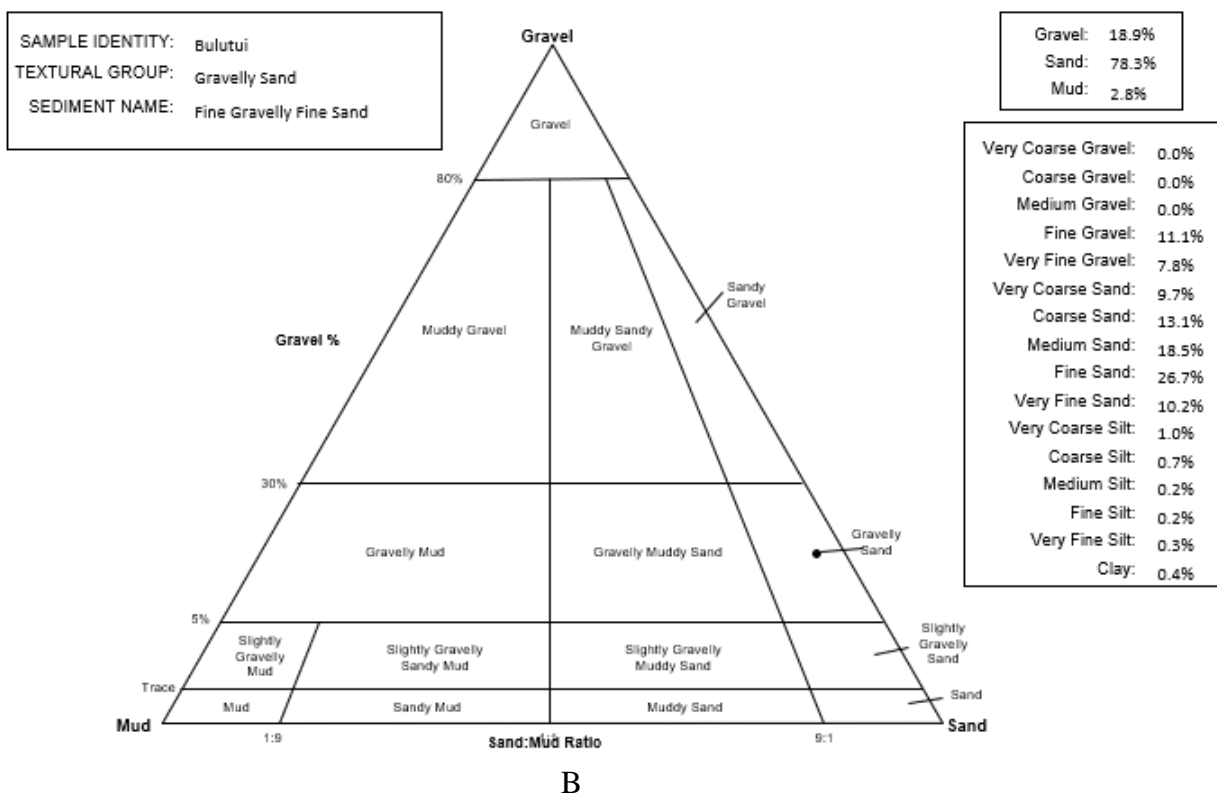 SAMPLE IDENTITY: Bulutui
TEXTURAL GROUP: Gravelly Sand
SEDIMENT NAME: Fine Gravelly Fine Sand
Gravel: 18.9%
Sand: 78.3%
Mud: 2.8%
Very Coarse Gravel: 0.0%
Coarse Gravel: 0.0%
Medium Gravel: 0.0%
Fine Gravel: 11.1%
Very Fine Gravel: 7.8%
Very Coarse Sand: 9.7%
Coarse Sand: 13.1%
Medium Sand: 18.5%
Fine Sand: 26.7%
Very Fine Sand: 10.2%
Very Coarse Silt: 1.0%
Coarse Silt: 0.7%
Medium Silt: 0.2%
Fine Silt: 0.2%
Very Fine Silt: 0.3%
Clay: 0.4%
Gravel
Gravel
80%
Sandy
Gravel
Muddy Gravel
Muddy Sandy
Gravel
Gravel %
30%
Gravelly Mud
Gravelly Muddy Sand
Gravelly
Sand
5%
Slightly
Gravelly
Mud
Slightly Gravelly
Sandy Mud
Slightly Gravelly
Muddy Sand
Slightly
Gravelly
Sand
Trace
Mud
Sandy Mud
Muddy Sand
Sand
Mud
Sand
1:9
Sand:Mud Ratio
9:1
B